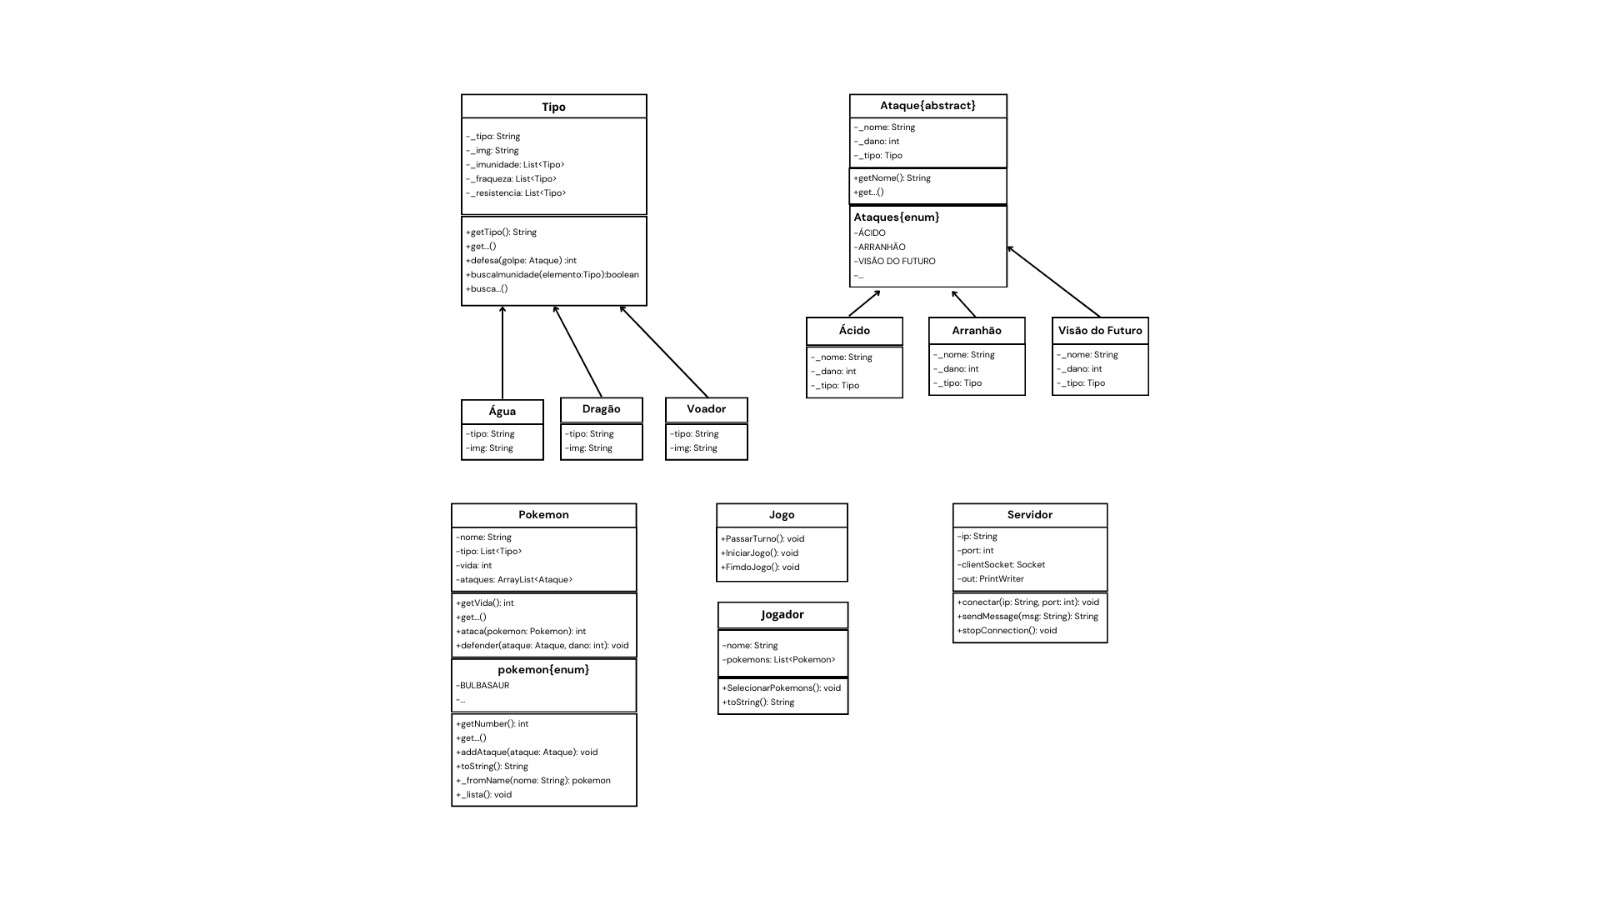 Tipo
-_tipo: String
-_img: String
-_imunidade: List<Tipo>
-_fraqueza: List<Tipo>
-_resistencia: List<Tipo>
+getTipo(): String
+get...()
+defesa(golpe: Ataque) :int
+buscaImunidade(elemento:Tipo):boolean
+busca...()
Água
-tipo: String
-img: String
Dragão
-tipo: String
-img: String
Voador
-tipo: String
-img: String
Ataque{abstract}
-_nome: String
-_dano: int
-_tipo: Tipo
+getNome(): String
+get...()
Ataques{enum}
-ÁCIDO
-ARRANHÃO
-VISÃO DO FUTURO
-...
Ácido
-_nome: String
-_dano: int
-_tipo: Tipo
Arranhão
-_nome: String
-_dano: int
-_tipo: Tipo
Visão do Futuro
-_nome: String
-_dano: int
-_tipo: Tipo
Pokemon
-nome: String
-tipo: List<Tipo>
-vida: int
-ataques: ArrayList<Ataque>
+getVida(): int
+get...()
+ataca(pokemon: Pokemon): int
+defender(ataque: Ataque, dano: int): void
pokemon{enum}
-BULBASAUR
-...
+getNumber(): int
+get...()
+addAtaque(ataque: Ataque): void
+toString(): String
+_fromName(nome: String): pokemon
+_lista(): void
Jogo
+PassarTurno(): void
+IniciarJogo(): void
+FimdoJogo(): void
Jogador
-nome: String
-pokemons: List<Pokemon>
+SelecionarPokemons(): void
+toString(): String
Servidor
-ip: String
-port: int
-clientSocket: Socket
-out: PrintWriter
+conectar(ip: String, port: int): void
+sendMessage(msg: String): String
+stopConnection(): void